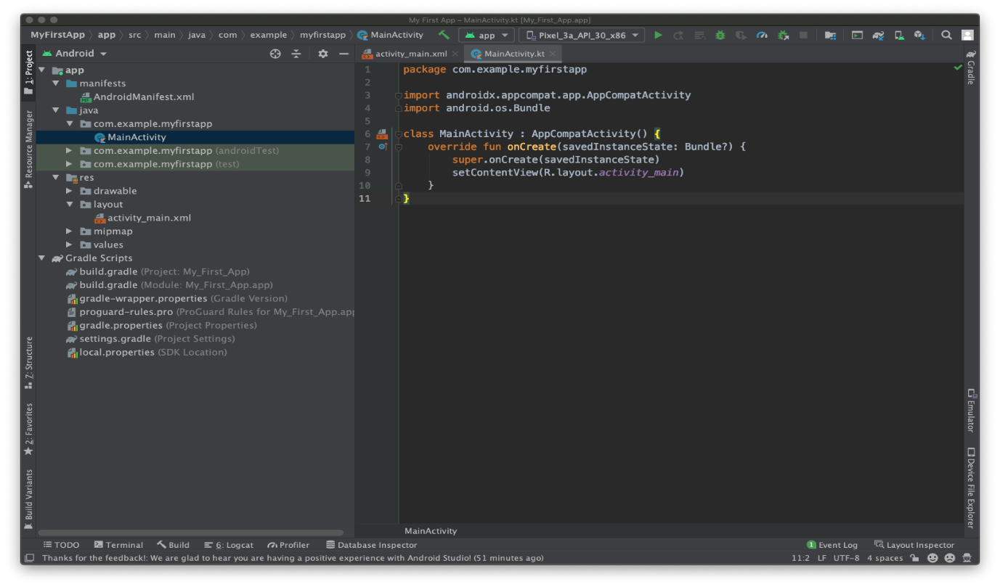 My First App – MainActivity.kt [My_First_App.app]
MyFirstApp app src main java com example myfirstapp MainActivity app Pixel_3a_API_30_x86
1: Project
Resource Manager
Z: Structure
2: Favorites
Build Variants
Android
app
manifests
AndroidManifest.xml
java
com.example.myfirstapp
MainActivity
com.example.myfirstapp (androidTest)
com.example.myfirstapp (test)
res
drawable
layout
activity_main.xml
mipmap
values
Gradle Scripts
build.gradle (Project: My_First_App)
build.gradle (Module: My_First_App.app)
gradle-wrapper.properties (Gradle Version)
proguard-rules.pro (ProGuard Rules for My_First_App.app
gradle.properties (Project Properties)
settings.gradle (Project Settings)
local.properties (SDK Location)
activity_main.xml MainActivity.kt
1 package com.example.myfirstapp
2
3 import androidx.appcompat.app.AppCompatActivity
4 import android.os.Bundle
5
6 class MainActivity : AppCompatActivity() {
7 override fun onCreate(savedInstanceState: Bundle?) {
8 super.onCreate(savedInstanceState)
9 setContentView(R.layout.activity_main)
10 }
11 }
MainActivity
Gradle
Emulator
Device File Explorer
TODO Terminal Build 6: Logcat Profiler Database Inspector 1 Event Log Layout Inspector
Thanks for the feedback!: We are glad to hear you are having a positive experience with Android Studio! (51 minutes ago) 11:2 LF UTF-8 4 spaces